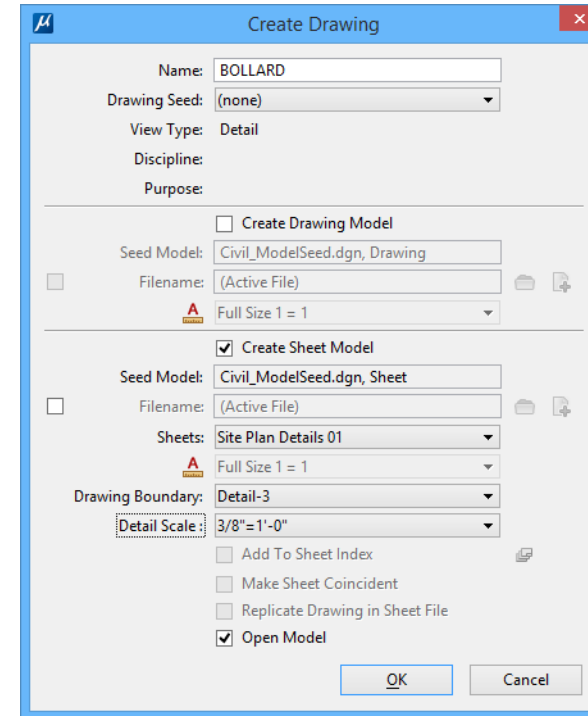 μ Create Drawing ×
Name: BOLLARD
Drawing Seed: (none)
View Type: Detail
Discipline:
Purpose:
Create Drawing Model
Seed Model: Civil_ModelSeed.dgn, Drawing
Filename: (Active File)
A Full Size 1 = 1
Create Sheet Model
Seed Model: Civil_ModelSeed.dgn, Sheet
Filename: (Active File)
Sheets: Site Plan Details 01
A Full Size 1 = 1
Drawing Boundary: Detail-3
Detail Scale : 3/8"=1'-0"
Add To Sheet Index
Make Sheet Coincident
Replicate Drawing in Sheet File
Open Model
OK Cancel